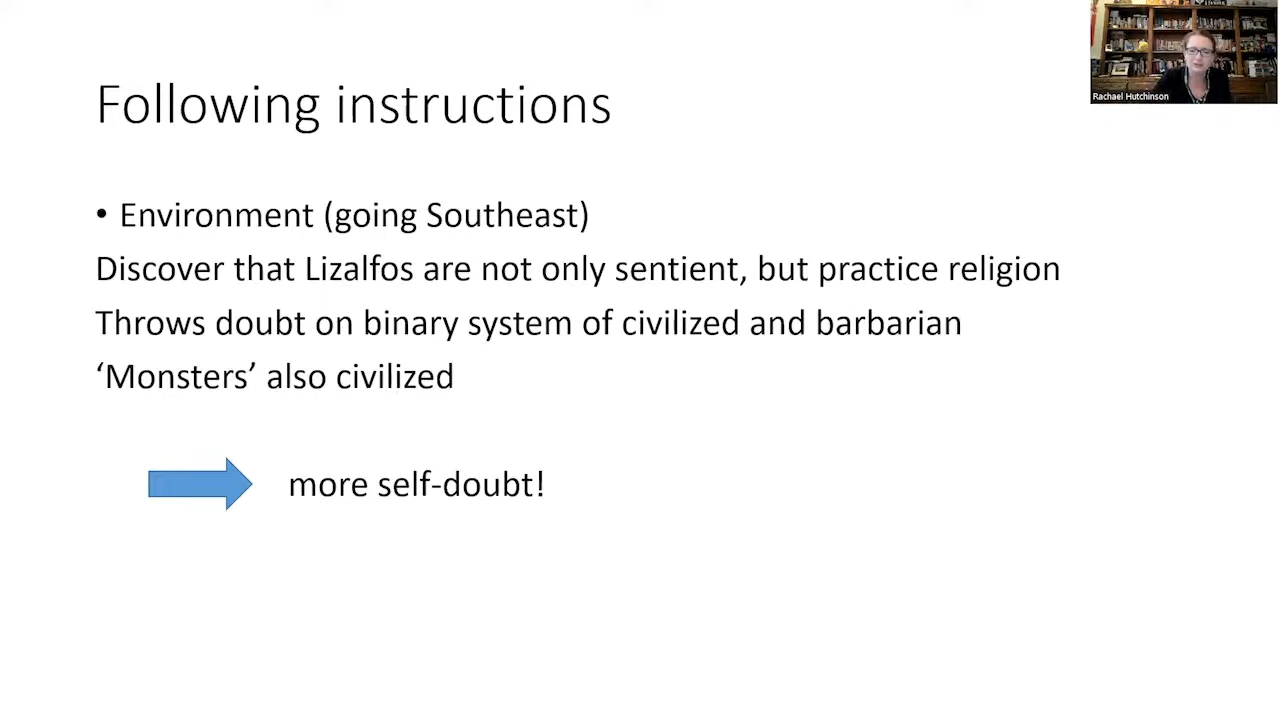 Following instructions
Rachael Hutchinson
• Environment (going Southeast)
Discover that Lizalfos are not only sentient, but practice religion
Throws doubt on binary system of civilized and barbarian
‘Monsters’ also civilized
more self-doubt!